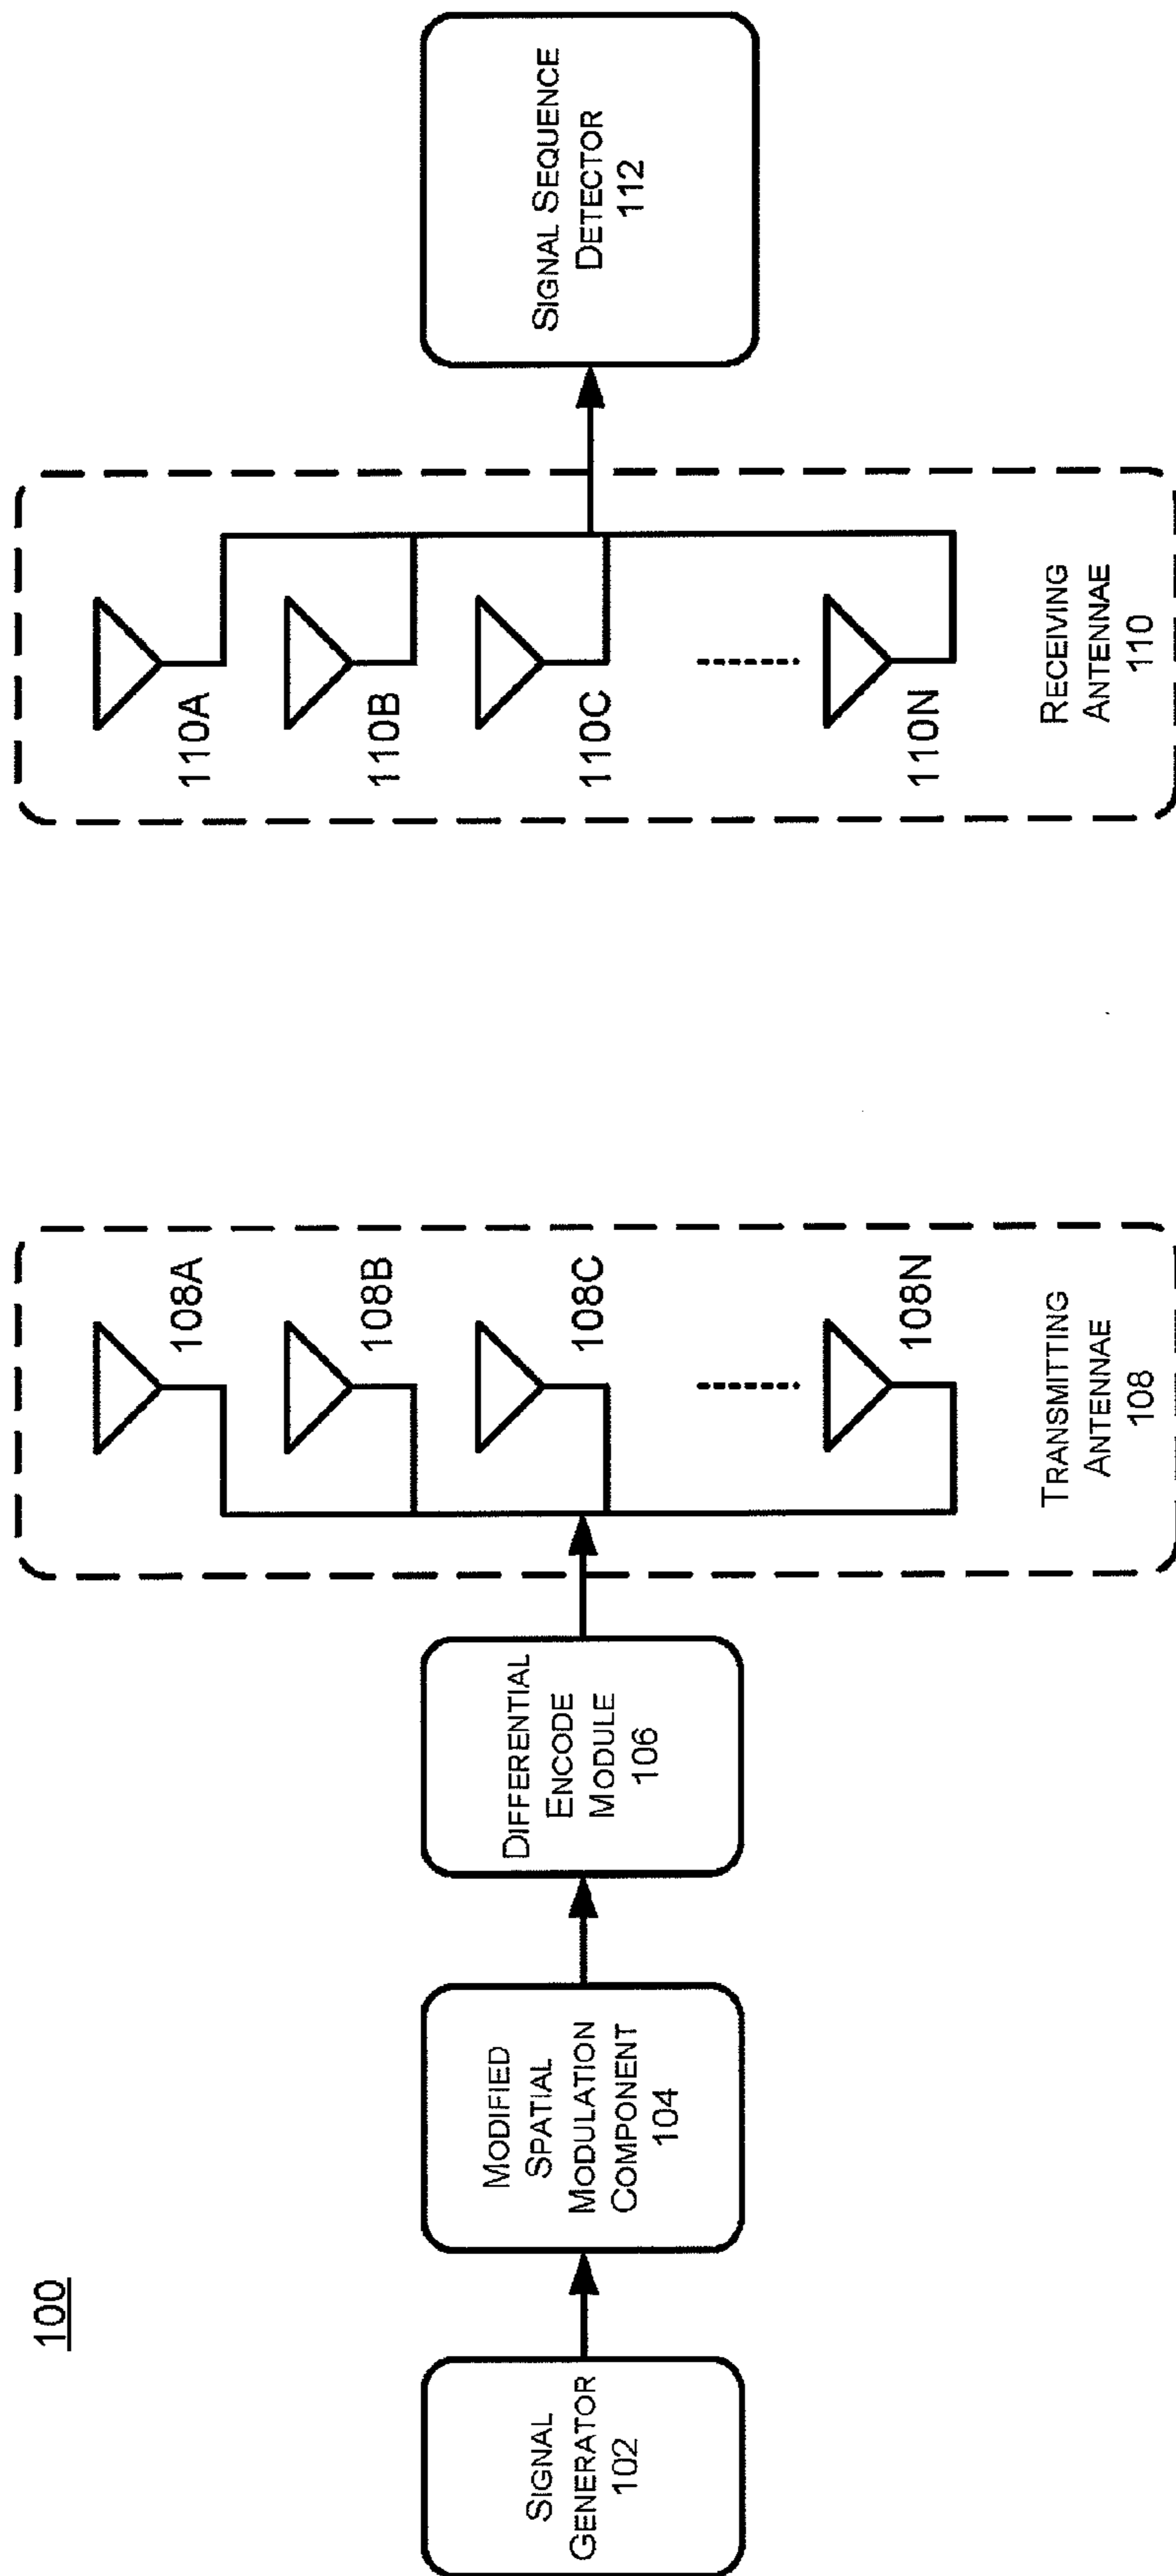 100
SIGNAL
GENERATOR
102
MODIFIED
SPATIAL
MODULATION
COMPONENT
104
DIFFERENTIAL
ENCODE
MODULE
106
108A
108B
108C
108N
TRANSMITTING
ANTENNAE
108
110A
110B
110C
110N
RECEIVING
ANTENNAE
110
SIGNAL SEQUENCE
DETECTOR
112